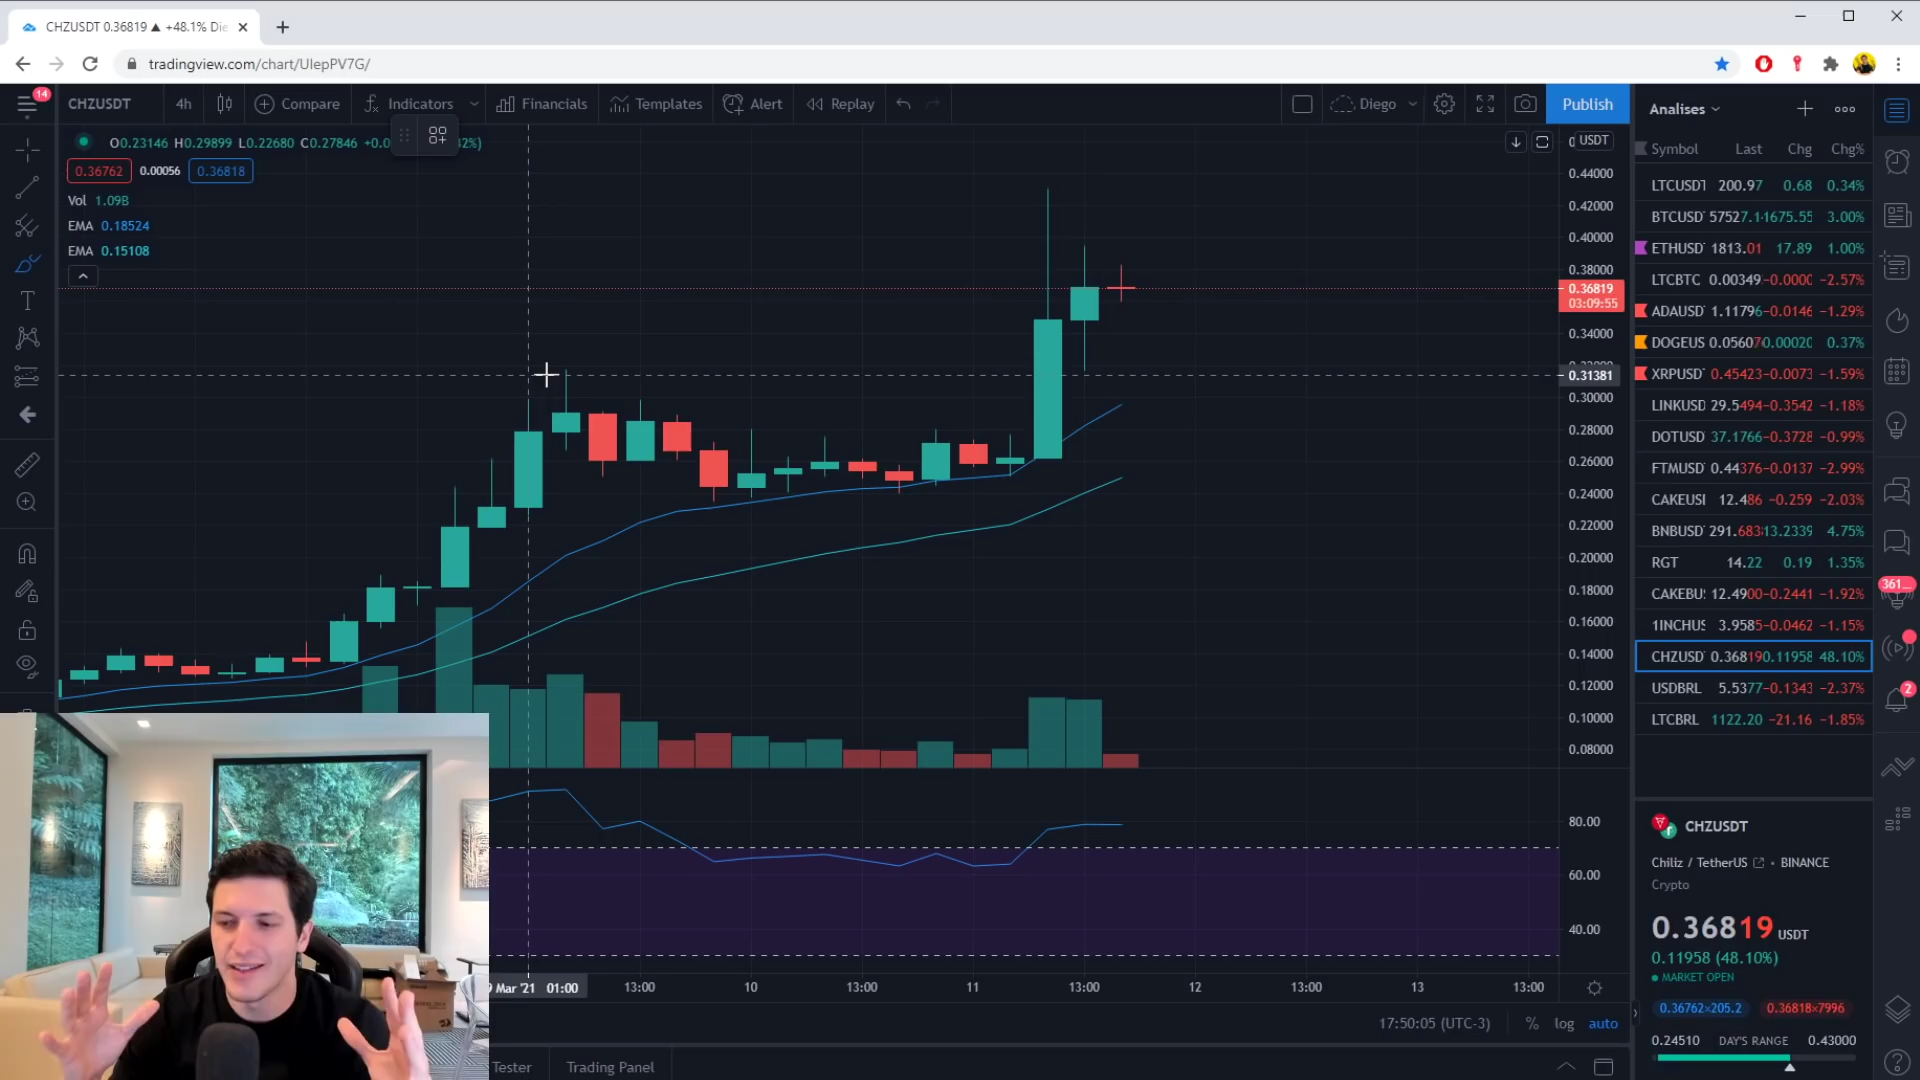 CHZUSDT 0.36819 ▲ +48.1% Die
tradingview.com/chart/UIepPV7G/
14
CHZUSDT 4h Compare Indicators Financials Templates Alert Replay Diego Publish
O0.23146 H0.29899 L0.22680 C0.27846 +0.0
0.36762 0.00056 0.36818
Vol 1.09B
EMA 0.18524
EMA 0.15108
USDT
0.44000
0.42000
0.40000
0.38000
0.36819
03:09:55
0.34000
0.31381
0.30000
0.28000
0.26000
0.24000
0.22000
0.20000
0.18000
0.16000
0.14000
0.12000
0.10000
0.08000
80.00
60.00
40.00
9 Mar '21 01:00 13:00 10 13:00 11 13:00 12 13:00 13 13:00
17:50:05 (UTC-3) % log auto
Tester Trading Panel
Analises
Symbol Last Chg Chg%
LTCUSDT 200.97 0.68 0.34%
BTCUSD 57527.1 1675.55 3.00%
ETHUSD 1813.01 17.89 1.00%
LTCBTC 0.00349 -0.0000 -2.57%
ADAUSD 1.11796 -0.0146 -1.29%
DOGEUS 0.05607 0.00020 0.37%
XRPUSD 0.45423 -0.0073 -1.59%
LINKUSD 29.5494 -0.3542 -1.18%
DOTUSD 37.1766 -0.3728 -0.99%
FTMUSD 0.44376 -0.0137 -2.99%
CAKEUSI 12.486 -0.259 -2.03%
BNBUSD 291.683 13.2339 4.75%
RGT 14.22 0.19 1.35%
CAKEBU 12.4900 -0.2441 -1.92%
1INCHUS 3.9585 -0.0462 -1.15%
CHZUSD 0.36819 0.11958 48.10%
USDBRL 5.5377 -0.1343 -2.37%
LTCBRL 1122.20 -21.16 -1.85%
CHZUSDT
Chiliz / TetherUS • BINANCE
Crypto
0.36819 USDT
0.11958 (48.10%)
MARKET OPEN
0.36762×205.2 0.36818×7996
0.24510 DAY'S RANGE 0.43000
361...
2